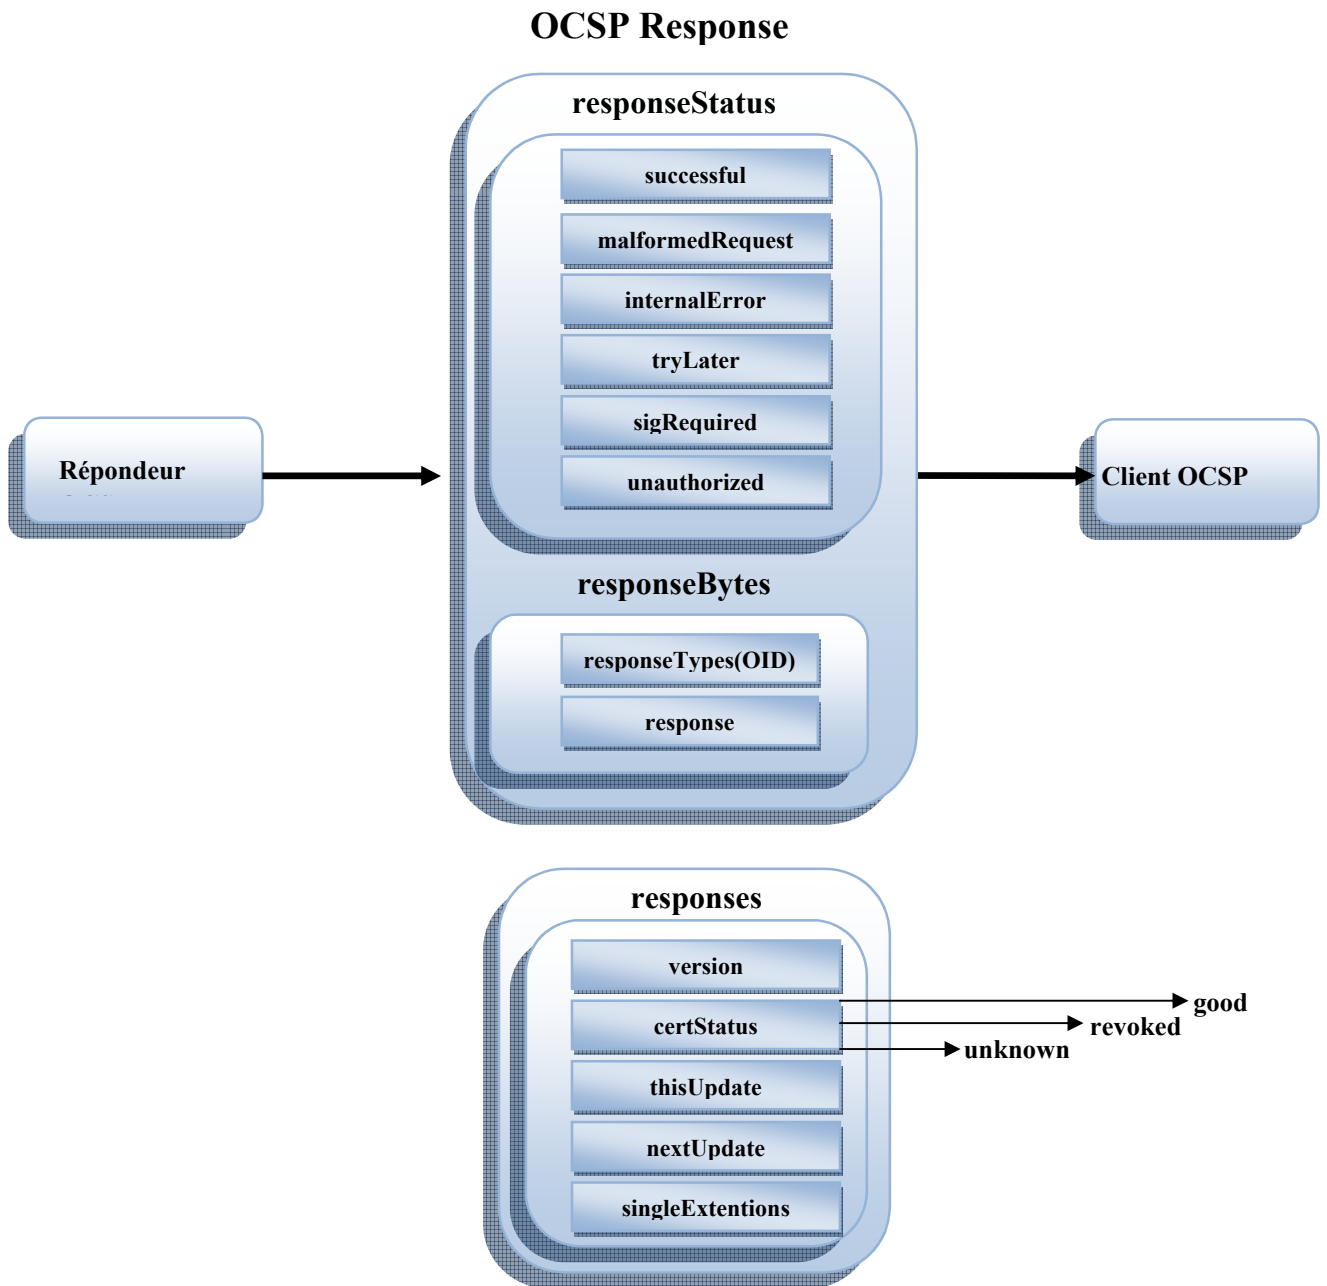 OCSP Response
responseStatus
successful
malformedRequest
internalError
tryLater
sigRequired
unauthorized
Répondeur
Client OCSP
responseBytes
responseTypes(OID)
response
responses
version
certStatus
good
revoked
unknown
thisUpdate
nextUpdate
singleExtentions